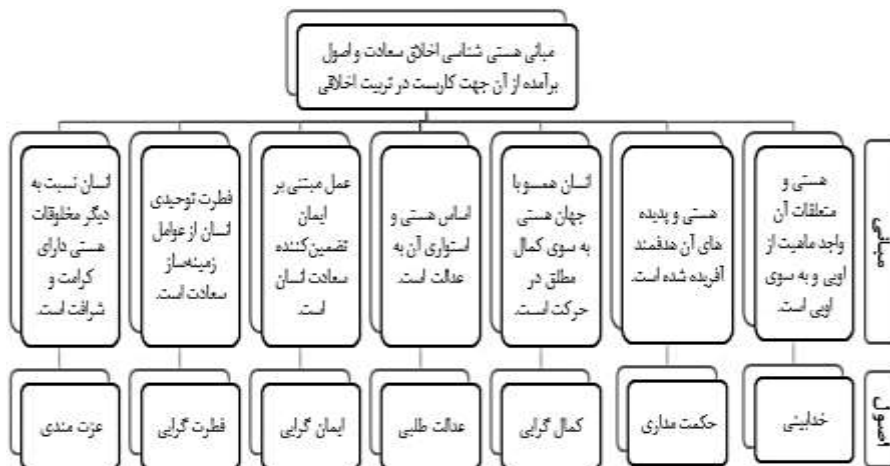 مبانی هستی شناسی اخلاق سعادت و اصول
برآمده از آن جهت کاربست در تربیت اخلاقی
مبانی
هستی و
متعلقات آن
واجد ماهیت از
اویی و به سوی
اویی است.
هستی و پدیده
های آن هدفمند
آفریده شده است.
انسان همسو با
جهان هستی
به سوی کمال
مطلق در
حرکت است.
اساس هستی و
استواری آن به
عدالت است.
عمل مبتنی بر
ایمان
تضمین‌کننده
سعادت انسان
است
فطرت توحیدی
انسان از عوامل
زمینه‌ساز
سعادت است.
انسان نسبت به
دیگر مخلوقات
هستی دارای
کرامت و
شرافت است.
اصول
خدابینی
حکمت مداری
کمال گرایی
عدالت طلبی
ایمان گرایی
فطرت گرایی
عزت مندی